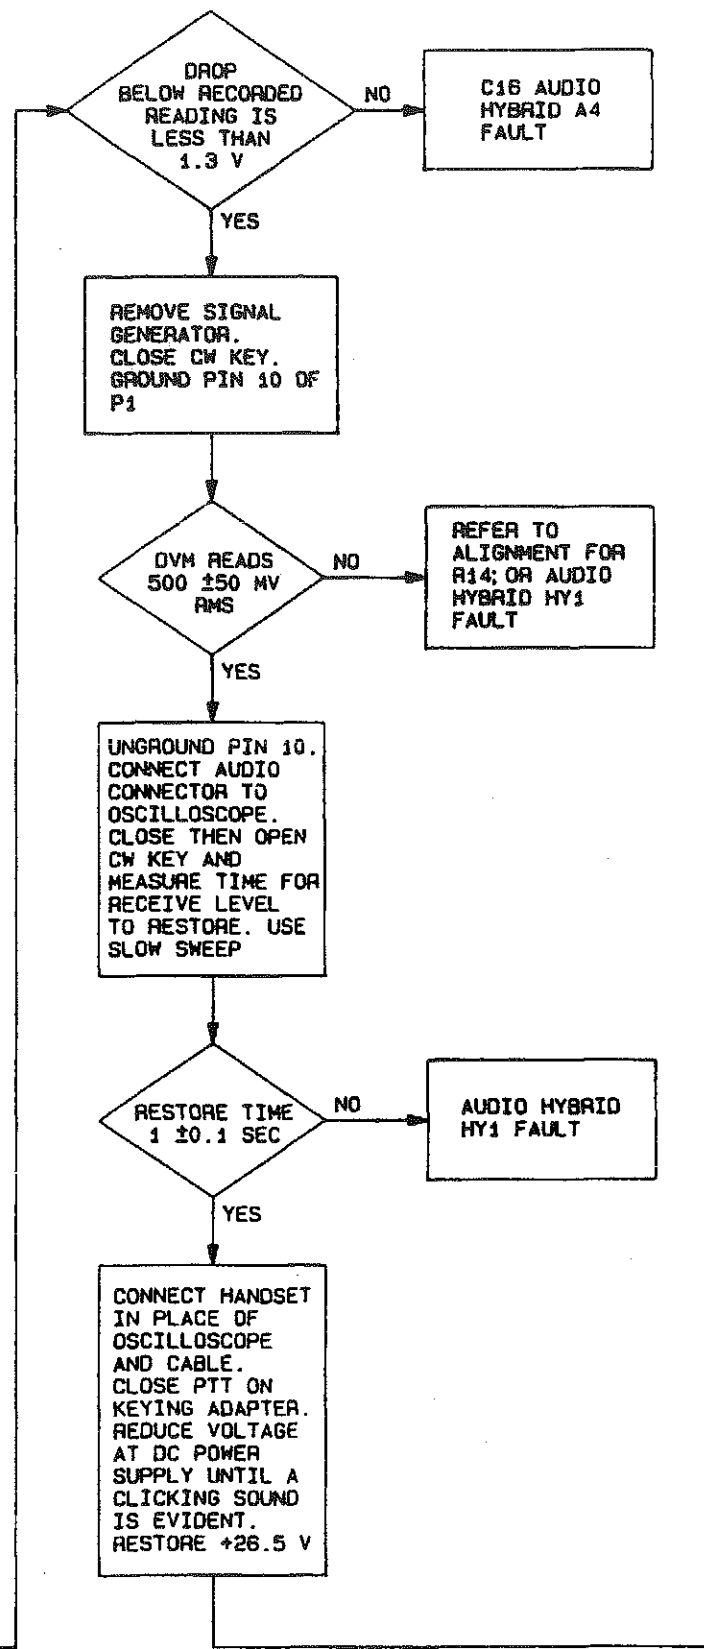 DROP
BELOW RECORDED
READING IS
LESS THAN
1.3 V
NO
C16 AUDIO
HYBRID A4
FAULT
YES
REMOVE SIGNAL
GENERATOR.
CLOSE CW KEY.
GROUND PIN 10 OF
P1
DVM READS
500 ±50 MV
RMS
NO
REFER TO
ALIGNMENT FOR
R14; OR AUDIO
HYBRID HY1
FAULT
YES
UNGROUND PIN 10.
CONNECT AUDIO
CONNECTOR TO
OSCILLOSCOPE.
CLOSE THEN OPEN
CW KEY AND
MEASURE TIME FOR
RECEIVE LEVEL
TO RESTORE. USE
SLOW SWEEP
RESTORE TIME
1 ±0.1 SEC
NO
AUDIO HYBRID
HY1 FAULT
YES
CONNECT HANDSET
IN PLACE OF
OSCILLOSCOPE
AND CABLE.
CLOSE PTT ON
KEYING ADAPTER.
REDUCE VOLTAGE
AT DC POWER
SUPPLY UNTIL A
CLICKING SOUND
IS EVIDENT.
RESTORE +26.5 V